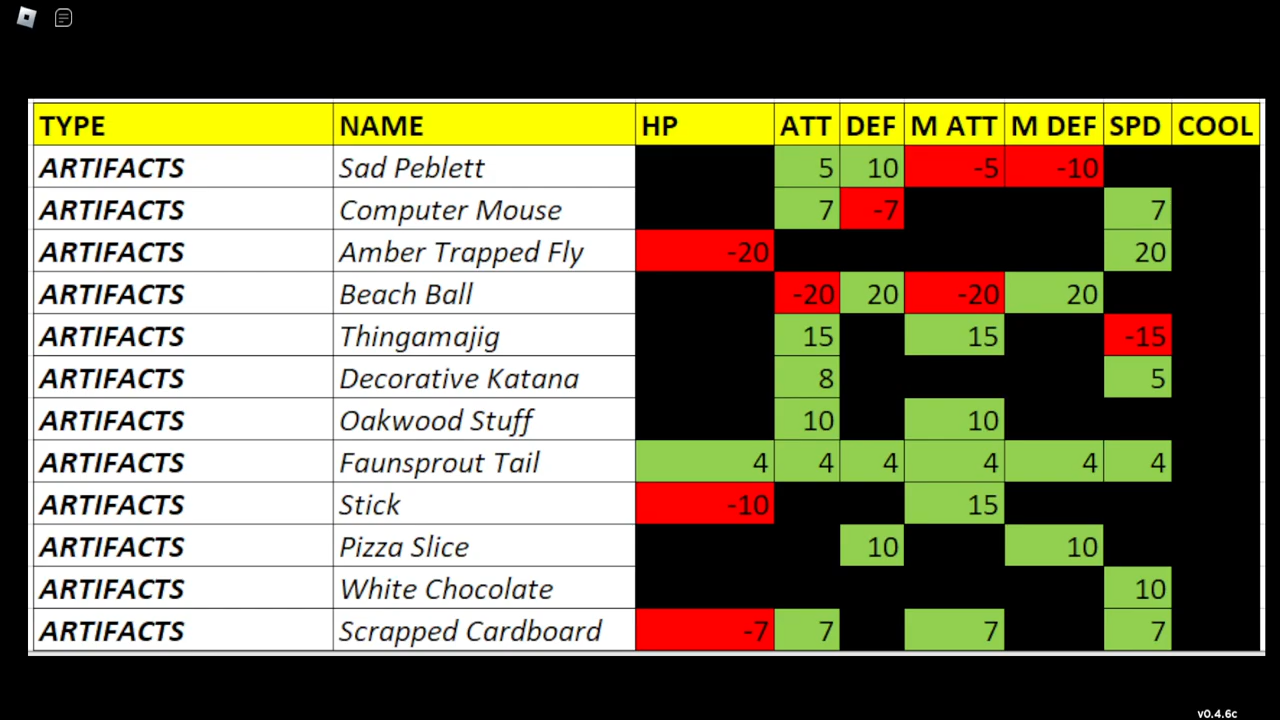 TYPE NAME HP ATT DEF M ATT M DEF SPD COOL
ARTIFACTS Sad Peblett 5 10 -5 -10
ARTIFACTS Computer Mouse 7 -7 7
ARTIFACTS Amber Trapped Fly -20 20
ARTIFACTS Beach Ball -20 20 -20 20
ARTIFACTS Thingamajig 15 15 -15
ARTIFACTS Decorative Katana 8 5
ARTIFACTS Oakwood Stuff 10 10
ARTIFACTS Faunsprout Tail 4 4 4 4 4 4
ARTIFACTS Stick -10 15
ARTIFACTS Pizza Slice 10 10
ARTIFACTS White Chocolate 10
ARTIFACTS Scrapped Cardboard -7 7 7 7
v0.4.6c